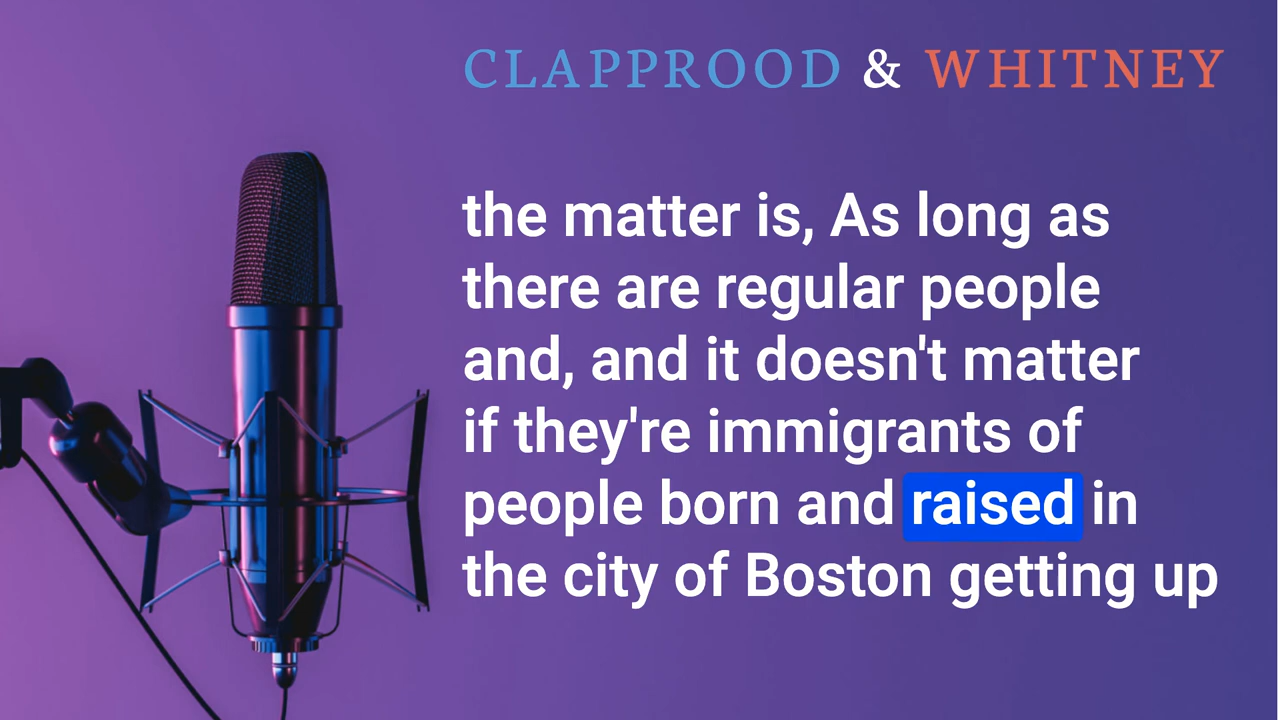 CLAPPROOD & WHITNEY
the matter is, As long as
there are regular people
and, and it doesn't matter
if they're immigrants of
people born and raised in
the city of Boston getting up